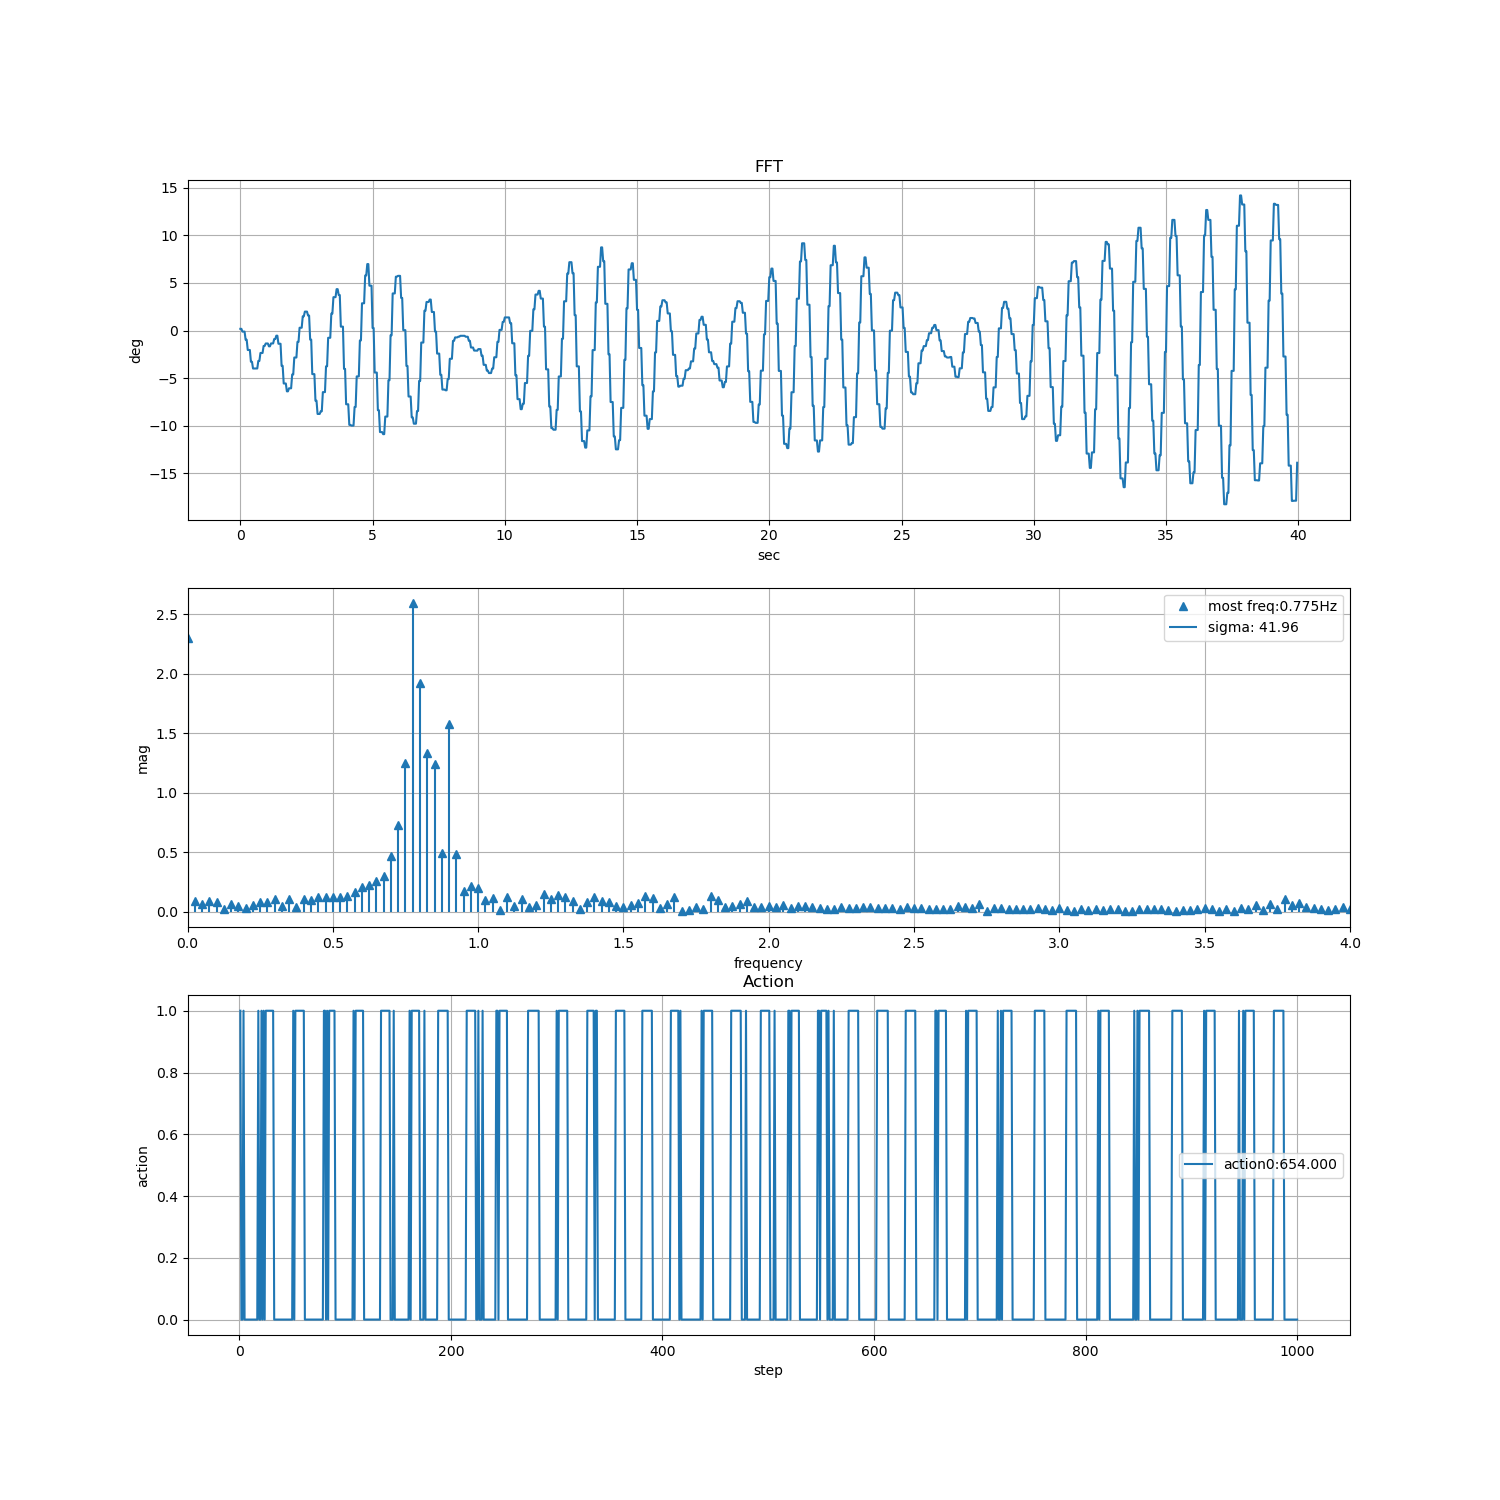 FFT
15
10
5
0
−5
−10
−15
deg
0 5 10 15 20 25 30 35 40
sec
most freq:0.775Hz
sigma: 41.96
2.5
2.0
1.5
1.0
0.5
0.0
mag
0.0 0.5 1.0 1.5 2.0 2.5 3.0 3.5 4.0
frequency
Action
1.0
0.8
0.6
0.4
0.2
0.0
action
action0:654.000
0 200 400 600 800 1000
step